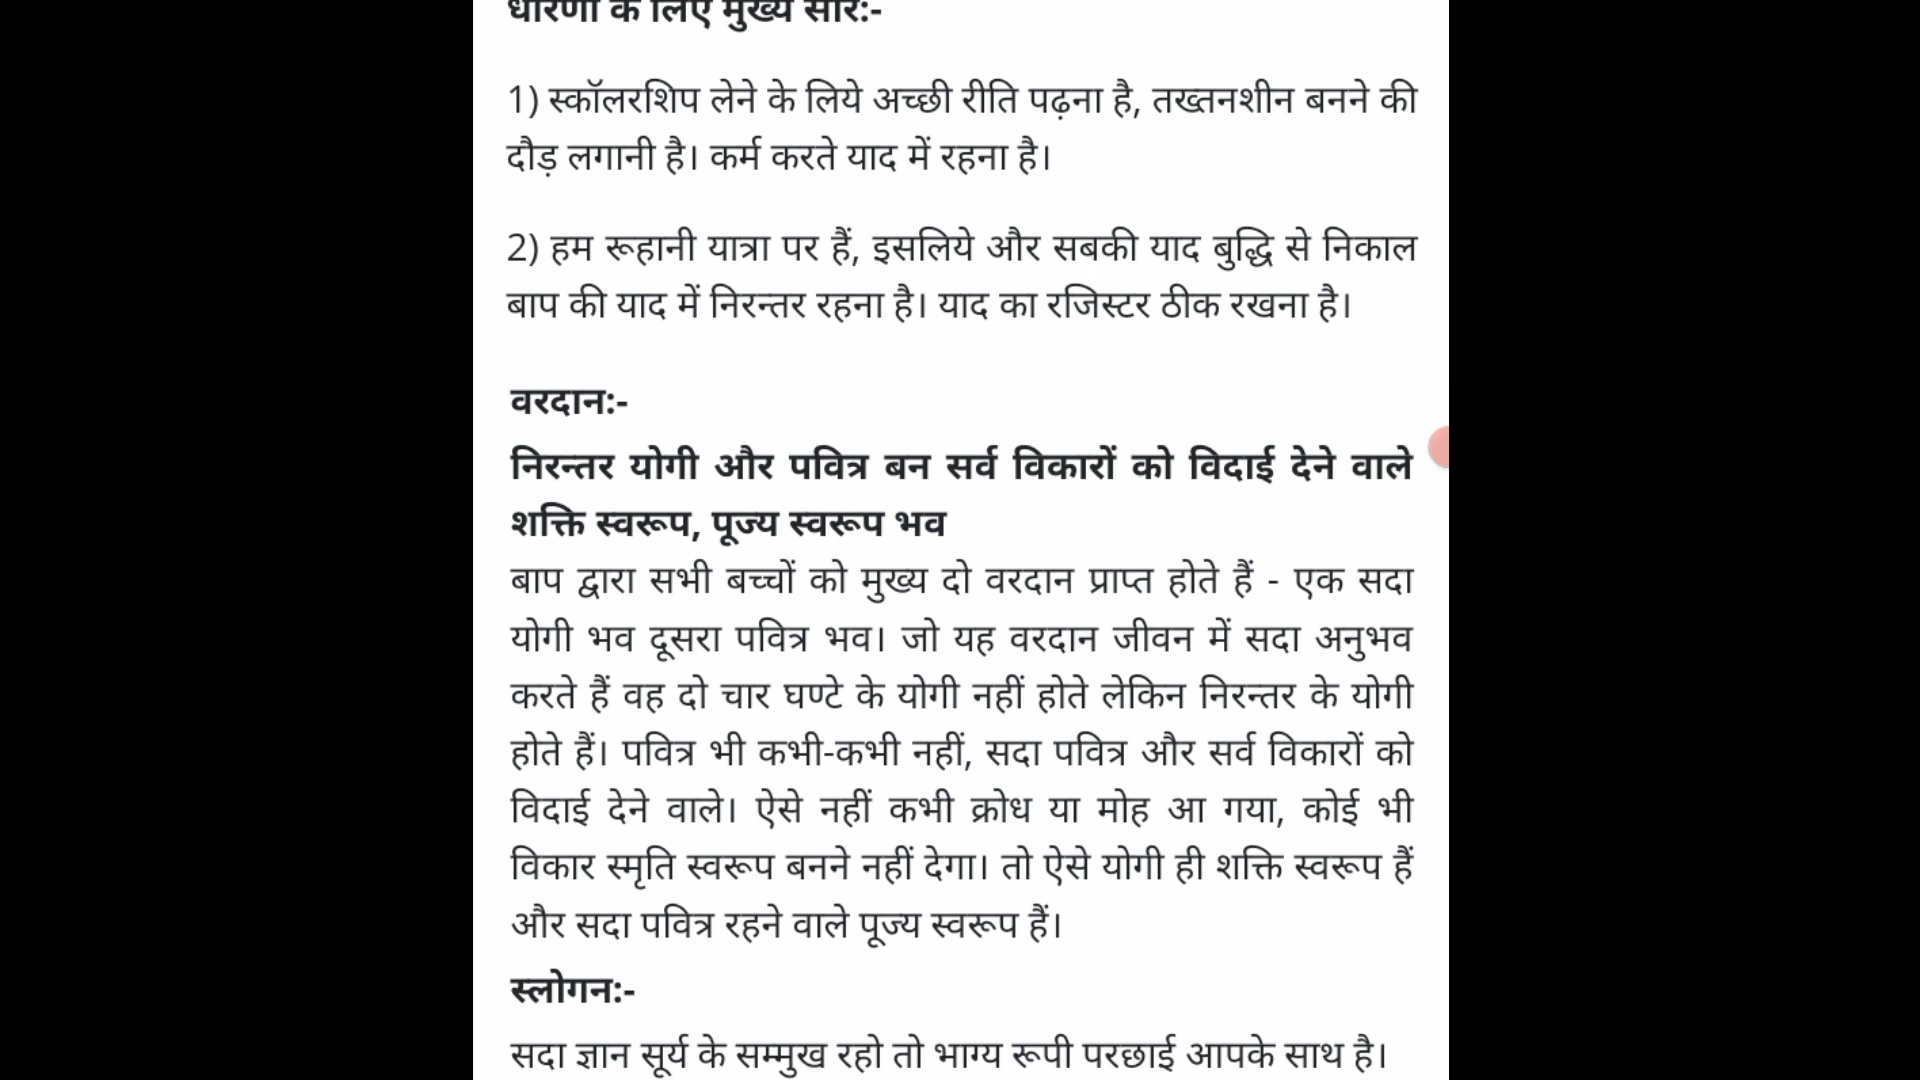 धारणा के लिए मुख्य सार:-
1) स्कॉलरशिप लेने के लिये अच्छी रीति पढ़ना है, तख्तनशीन बनने की
दौड़ लगानी है। कर्म करते याद में रहना है।
2) हम रूहानी यात्रा पर हैं, इसलिये और सबकी याद बुद्धि से निकाल
बाप की याद में निरन्तर रहना है। याद का रजिस्टर ठीक रखना है।
वरदान:-
निरन्तर योगी और पवित्र बन सर्व विकारों को विदाई देने वाले
शक्ति स्वरूप, पूज्य स्वरूप भव
बाप द्वारा सभी बच्चों को मुख्य दो वरदान प्राप्त होते हैं - एक सदा
योगी भव दूसरा पवित्र भव। जो यह वरदान जीवन में सदा अनुभव
करते हैं वह दो चार घण्टे के योगी नहीं होते लेकिन निरन्तर के योगी
होते हैं। पवित्र भी कभी-कभी नहीं, सदा पवित्र और सर्व विकारों को
विदाई देने वाले। ऐसे नहीं कभी क्रोध या मोह आ गया, कोई भी
विकार स्मृति स्वरूप बनने नहीं देगा। तो ऐसे योगी ही शक्ति स्वरूप हैं
और सदा पवित्र रहने वाले पूज्य स्वरूप हैं।
स्लोगन:-
सदा ज्ञान सूर्य के सम्मुख रहो तो भाग्य रूपी परछाई आपके साथ है।